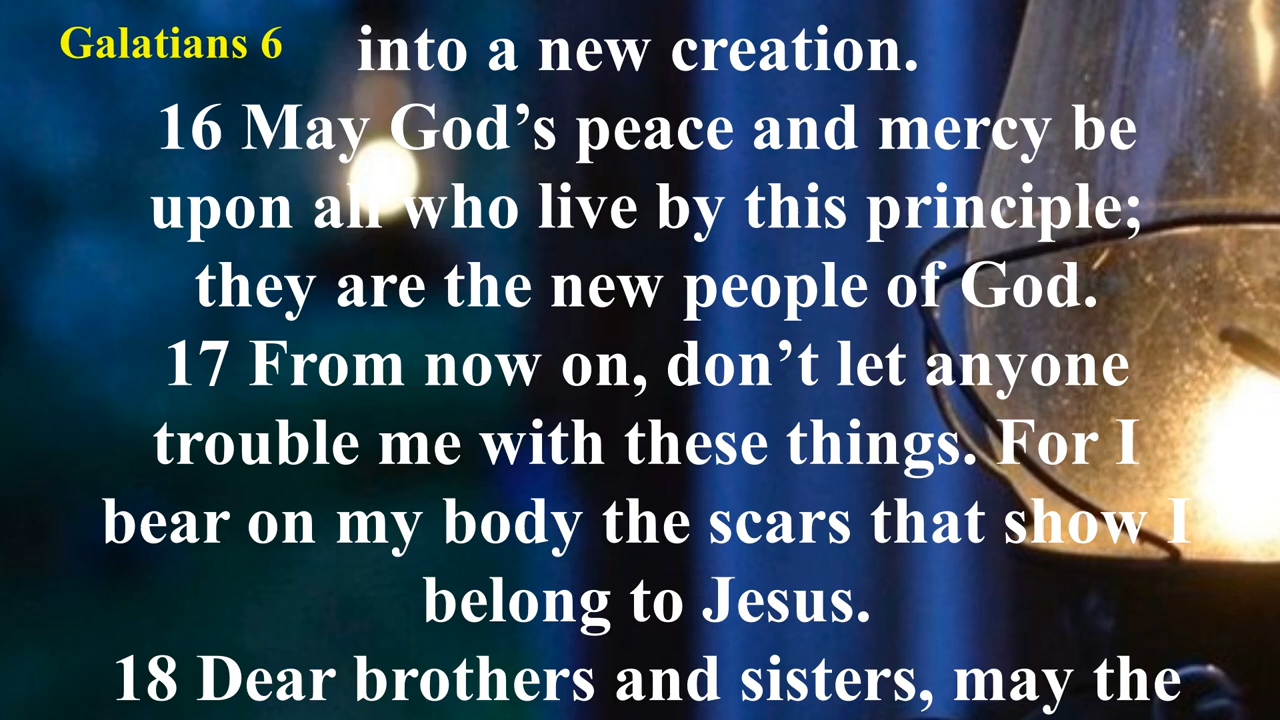 Galatians 6
into a new creation.
16 May God’s peace and mercy be
upon all who live by this principle;
they are the new people of God.
17 From now on, don’t let anyone
trouble me with these things. For I
bear on my body the scars that show I
belong to Jesus.
18 Dear brothers and sisters, may the